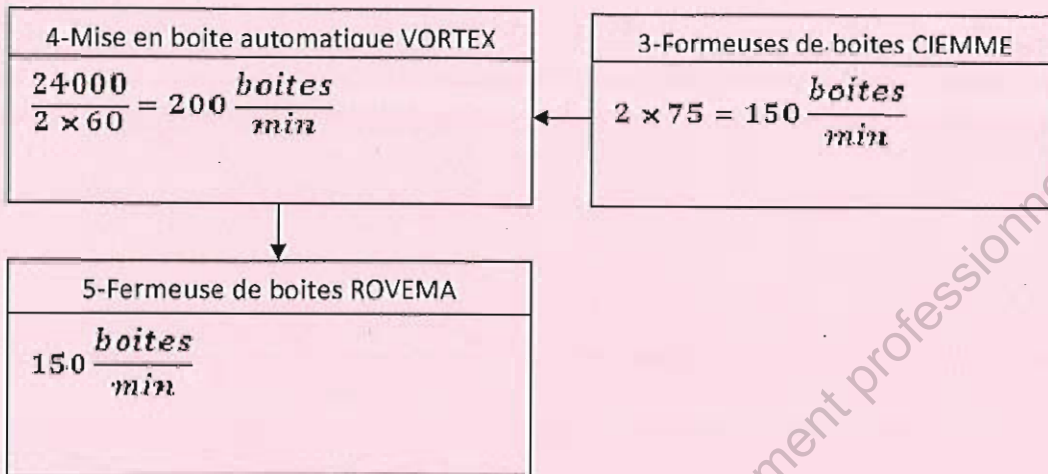 4-Mise en boite automatique VORTEX
24000 / 2 × 60 = 200 boites / min
3-Formeuses de boites CIEMME
2 × 75 = 150 boites / min
5-Fermeuse de boites ROVEMA
150 boites / min